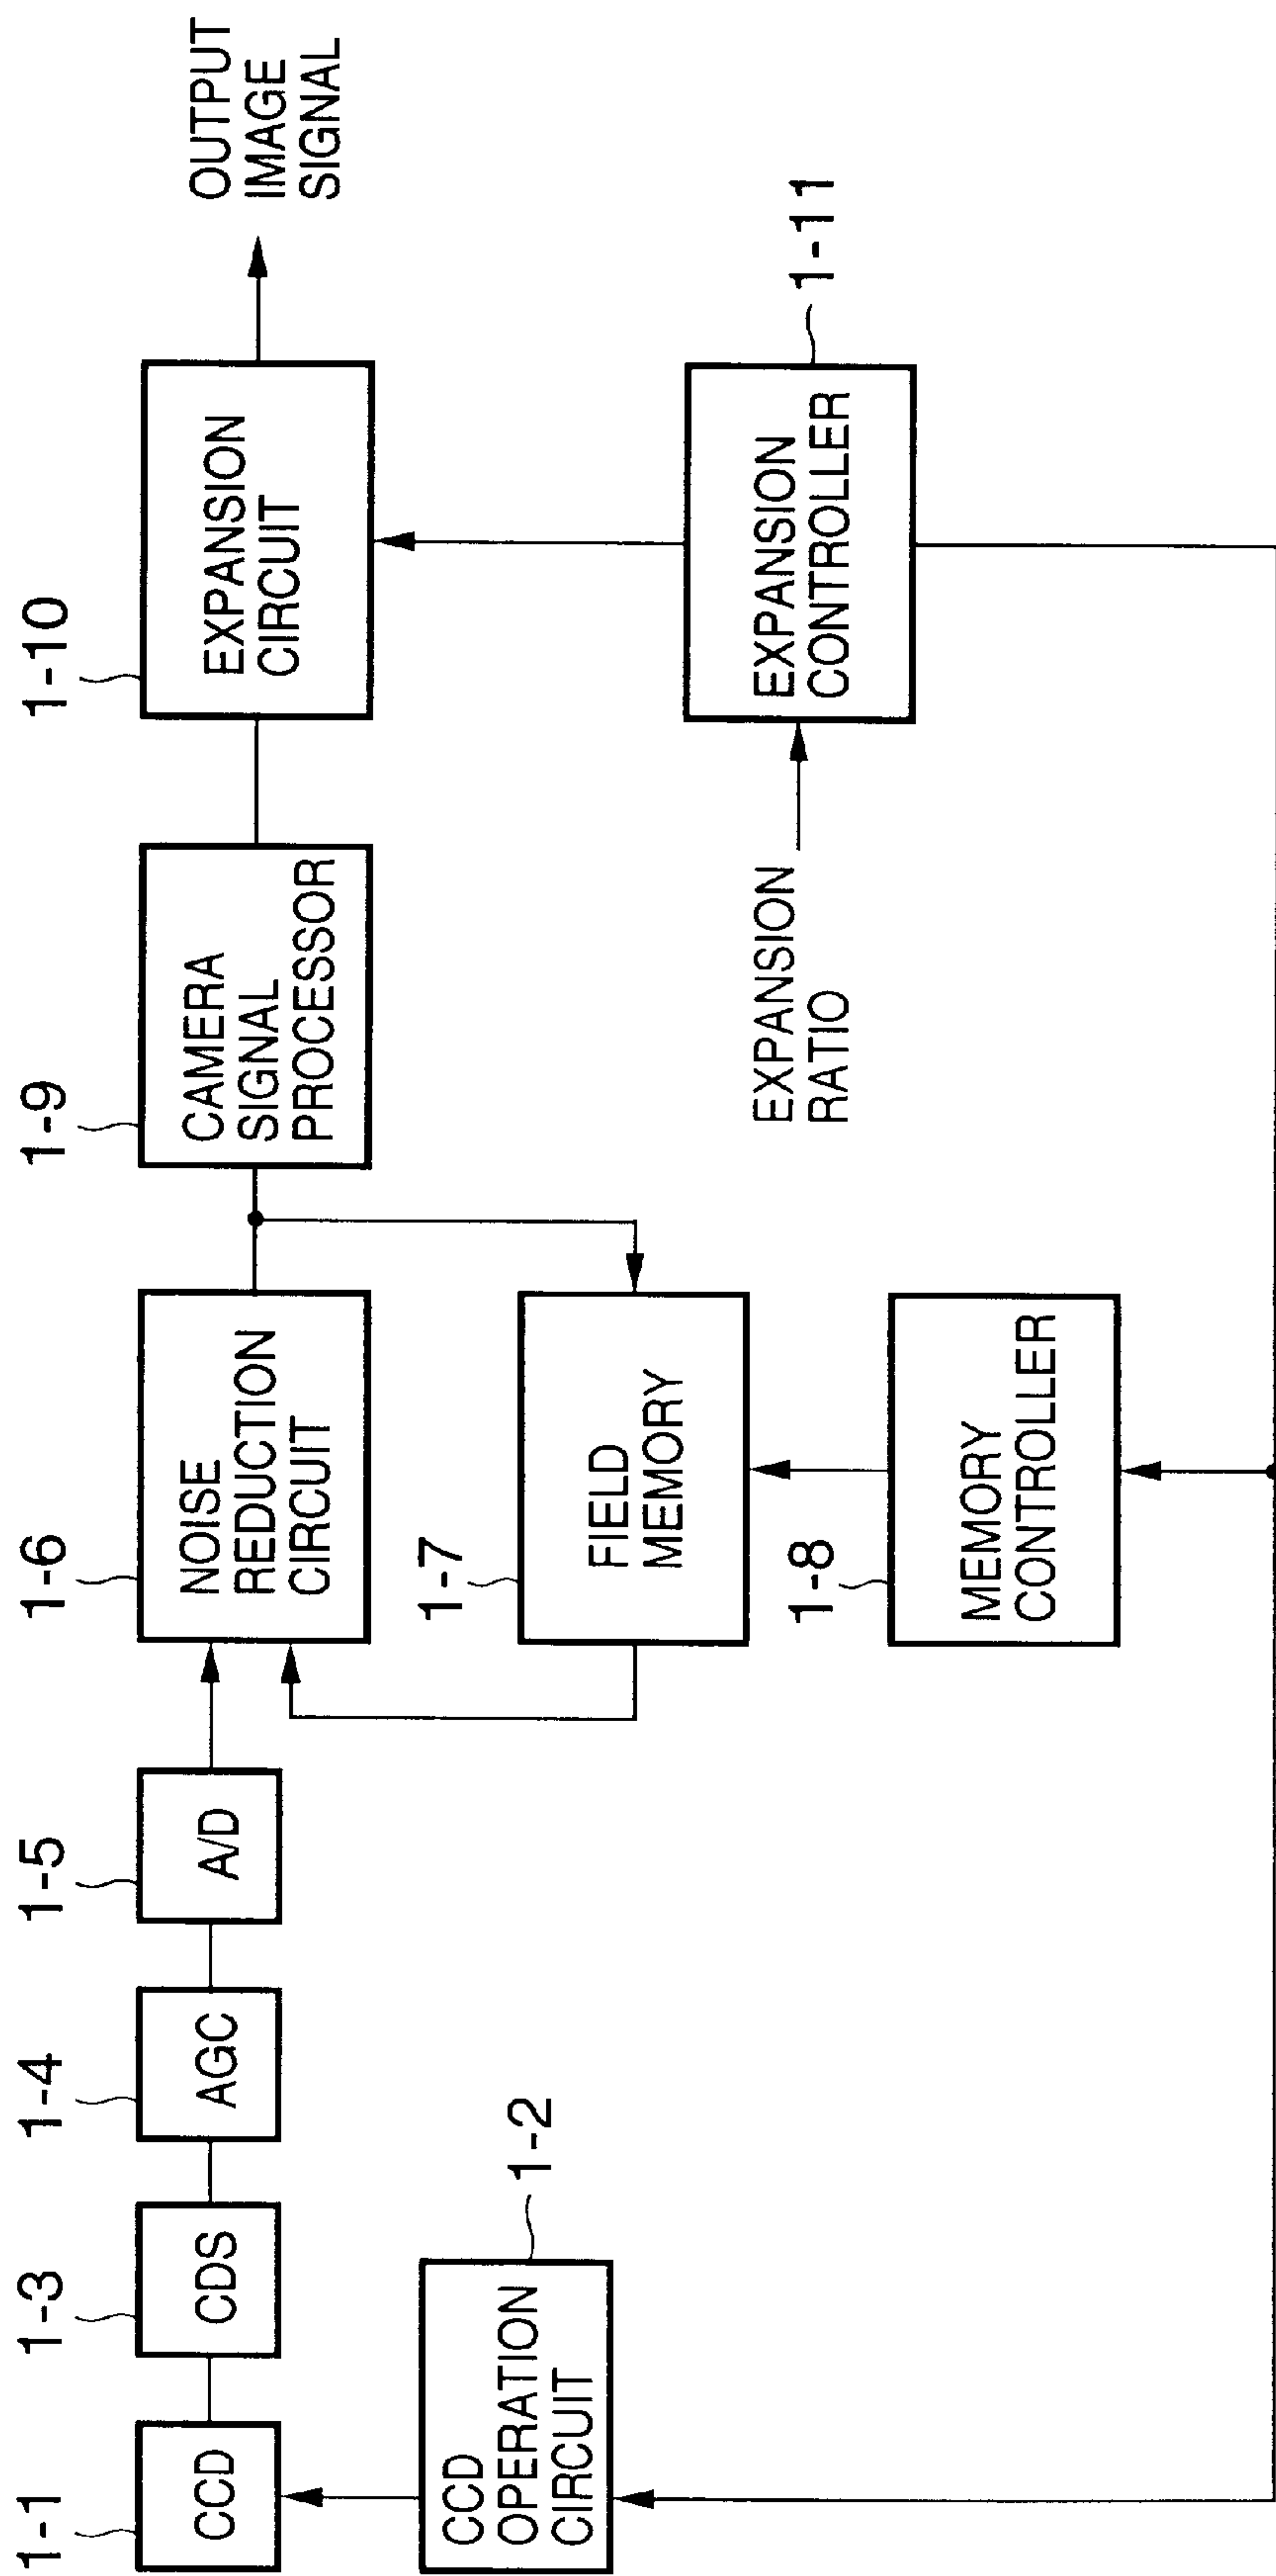 1-1
CCD
1-3
CDS
1-4
AGC
1-5
A/D
1-6
NOISE
REDUCTION
CIRCUIT
1-9
CAMERA
SIGNAL
PROCESSOR
1-10
EXPANSION
CIRCUIT
OUTPUT
IMAGE
SIGNAL
CCD
OPERATION
CIRCUIT
1-2
1-7
FIELD
MEMORY
1-8
MEMORY
CONTROLLER
EXPANSION
RATIO
EXPANSION
CONTROLLER
1-11